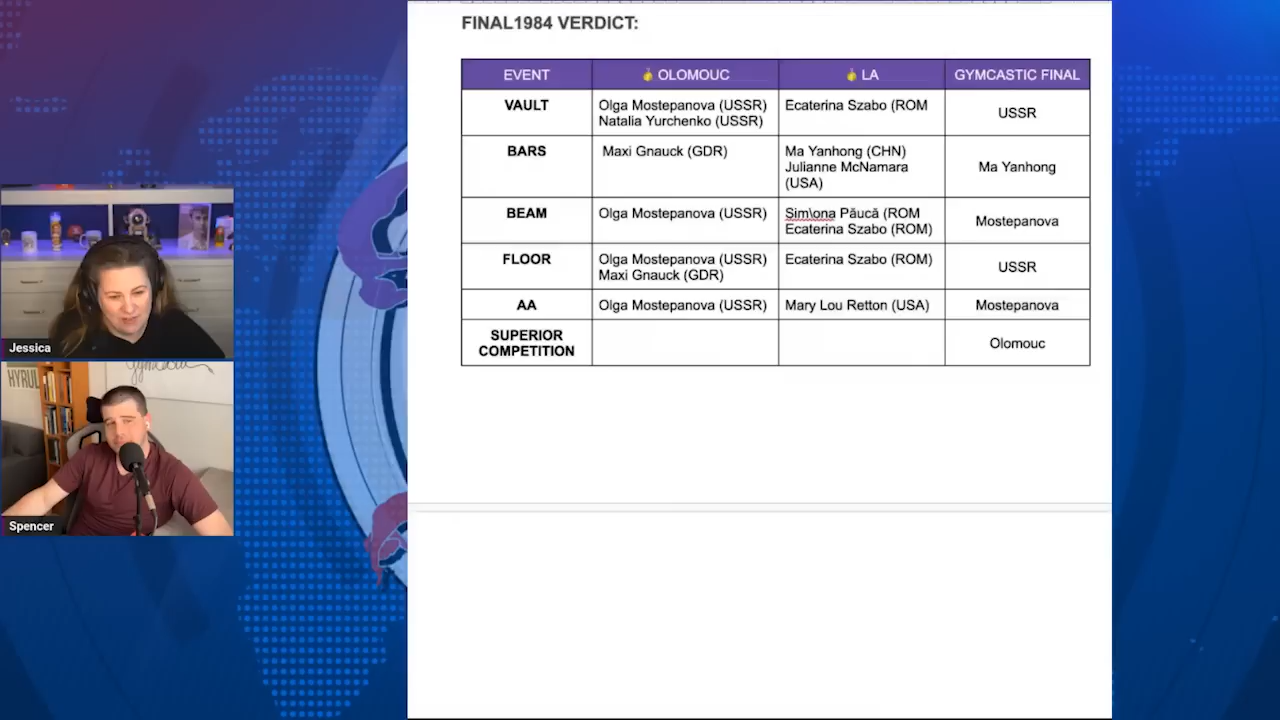 FINAL1984 VERDICT:
EVENT
🥇 OLOMOUC
🥇 LA
GYMCASTIC FINAL
VAULT
Olga Mostepanova (USSR)
Natalia Yurchenko (USSR)
Ecaterina Szabo (ROM
USSR
BARS
Maxi Gnauck (GDR)
Ma Yanhong (CHN)
Julianne McNamara
(USA)
Ma Yanhong
BEAM
Olga Mostepanova (USSR)
Sim\ona Păucă (ROM
Ecaterina Szabo (ROM)
Mostepanova
FLOOR
Olga Mostepanova (USSR)
Maxi Gnauck (GDR)
Ecaterina Szabo (ROM)
USSR
AA
Olga Mostepanova (USSR)
Mary Lou Retton (USA)
Mostepanova
SUPERIOR
COMPETITION
Olomouc
Jessica
HYRUL
Spencer